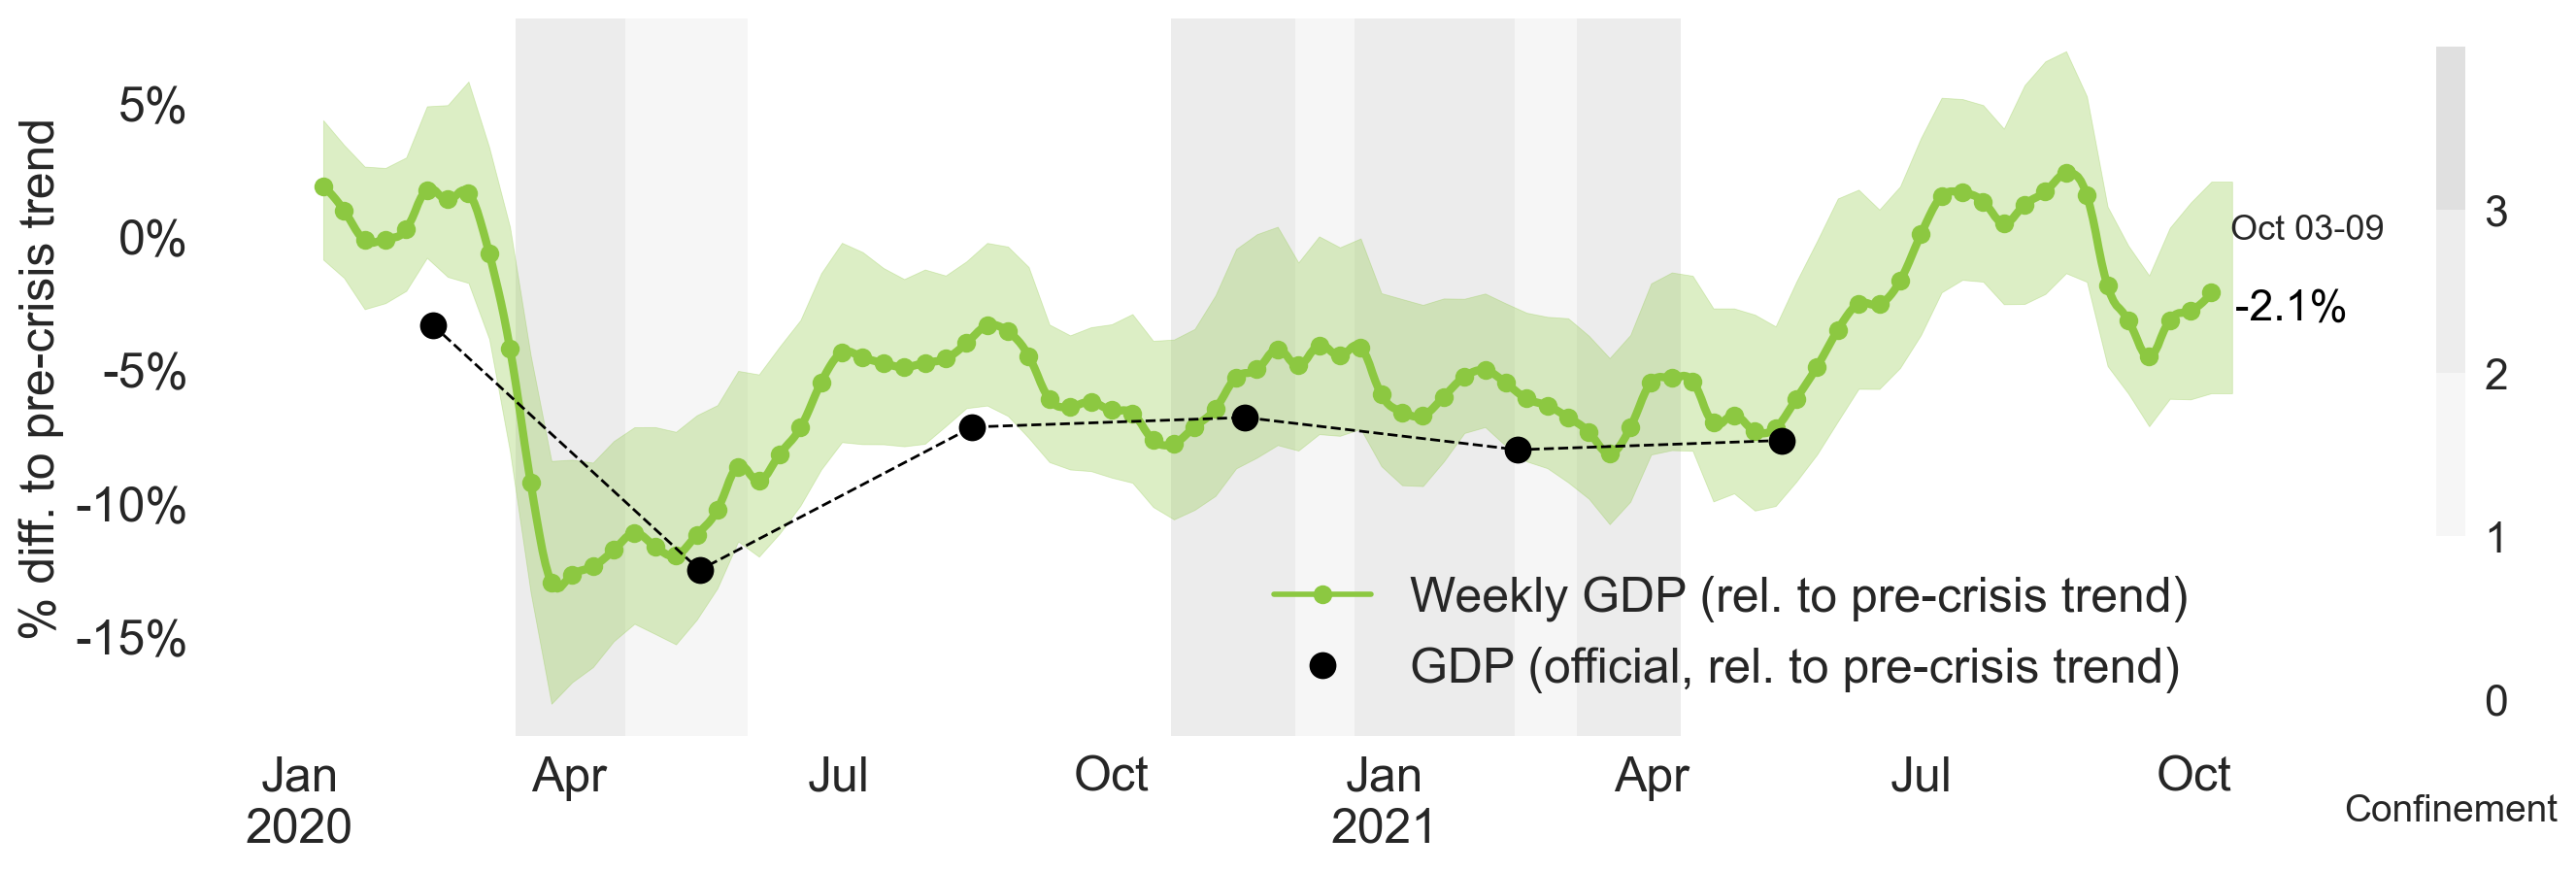 % diff. to pre-crisis trend
5%
0%
-5%
-10%
-15%
Oct 03-09
-2.1%
Weekly GDP (rel. to pre-crisis trend)
GDP (official, rel. to pre-crisis trend)
Jan Apr Jul Oct Jan Apr Jul Oct
2020 2021
3
2
1
0
Confinement